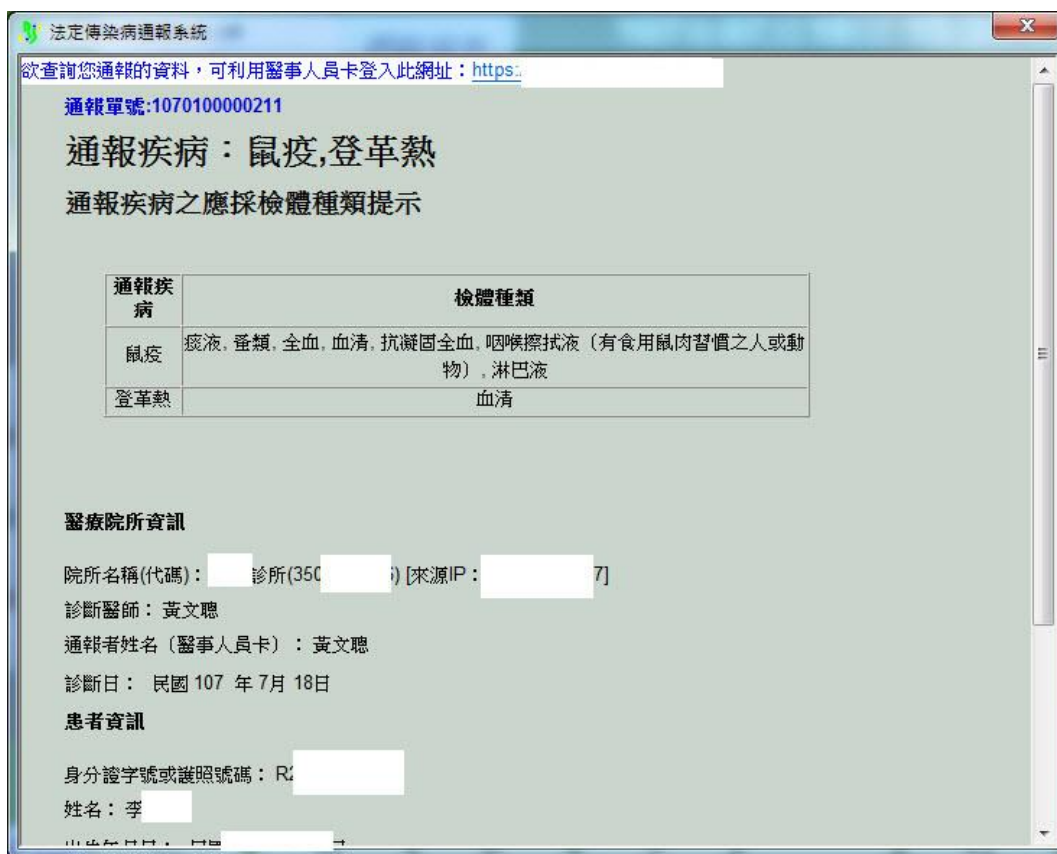 法定傳染病通報系統
欲查詢您通報的資料，可利用醫事人員卡登入此網址：https:
通報單號:1070100000211
通報疾病：鼠疫,登革熱
通報疾病之應採檢體種類提示
通報疾病 檢體種類
鼠疫 痰液, 蚤類, 全血, 血清, 抗凝固全血, 咽喉擦拭液（有食用鼠肉習慣之人或動
物）, 淋巴液
登革熱 血清
醫療院所資訊
院所名稱(代碼)： 診所(350 ) [來源IP： 7]
診斷醫師： 黃文聰
通報者姓名（醫事人員卡）： 黃文聰
診斷日： 民國 107 年 7月 18日
患者資訊
身分證字號或護照號碼： R2
姓名： 李